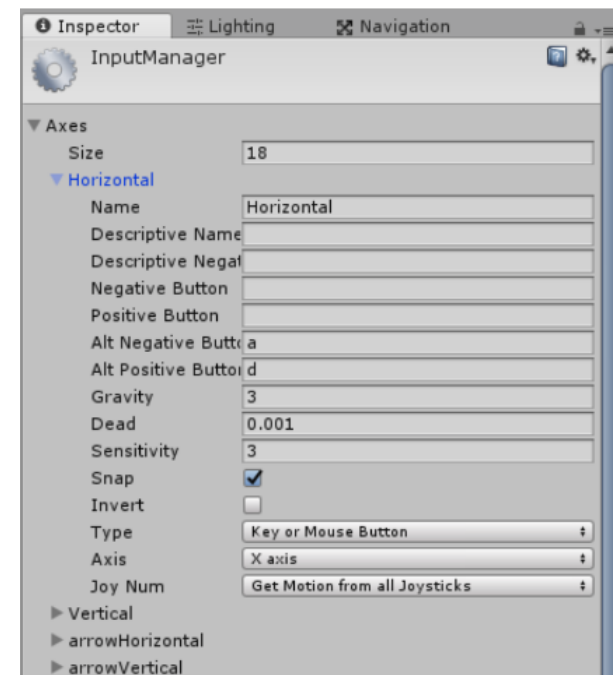 Inspector Lighting Navigation
InputManager
Axes
Size 18
Horizontal
Name Horizontal
Descriptive Name
Descriptive Negat
Negative Button
Positive Button
Alt Negative Butto a
Alt Positive Button d
Gravity 3
Dead 0.001
Sensitivity 3
Snap
Invert
Type Key or Mouse Button
Axis X axis
Joy Num Get Motion from all Joysticks
Vertical
arrowHorizontal
arrowVertical